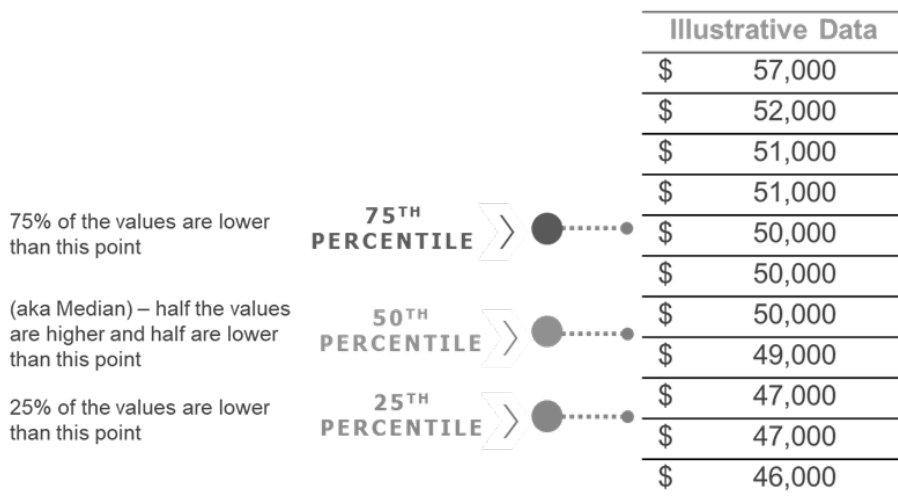 Illustrative Data
$ 57,000
$ 52,000
$ 51,000
$ 51,000
75% of the values are lower
than this point
75TH
PERCENTILE
$ 50,000
$ 50,000
(aka Median) – half the values
are higher and half are lower
than this point
50TH
PERCENTILE
$ 50,000
$ 49,000
25% of the values are lower
than this point
25TH
PERCENTILE
$ 47,000
$ 47,000
$ 46,000